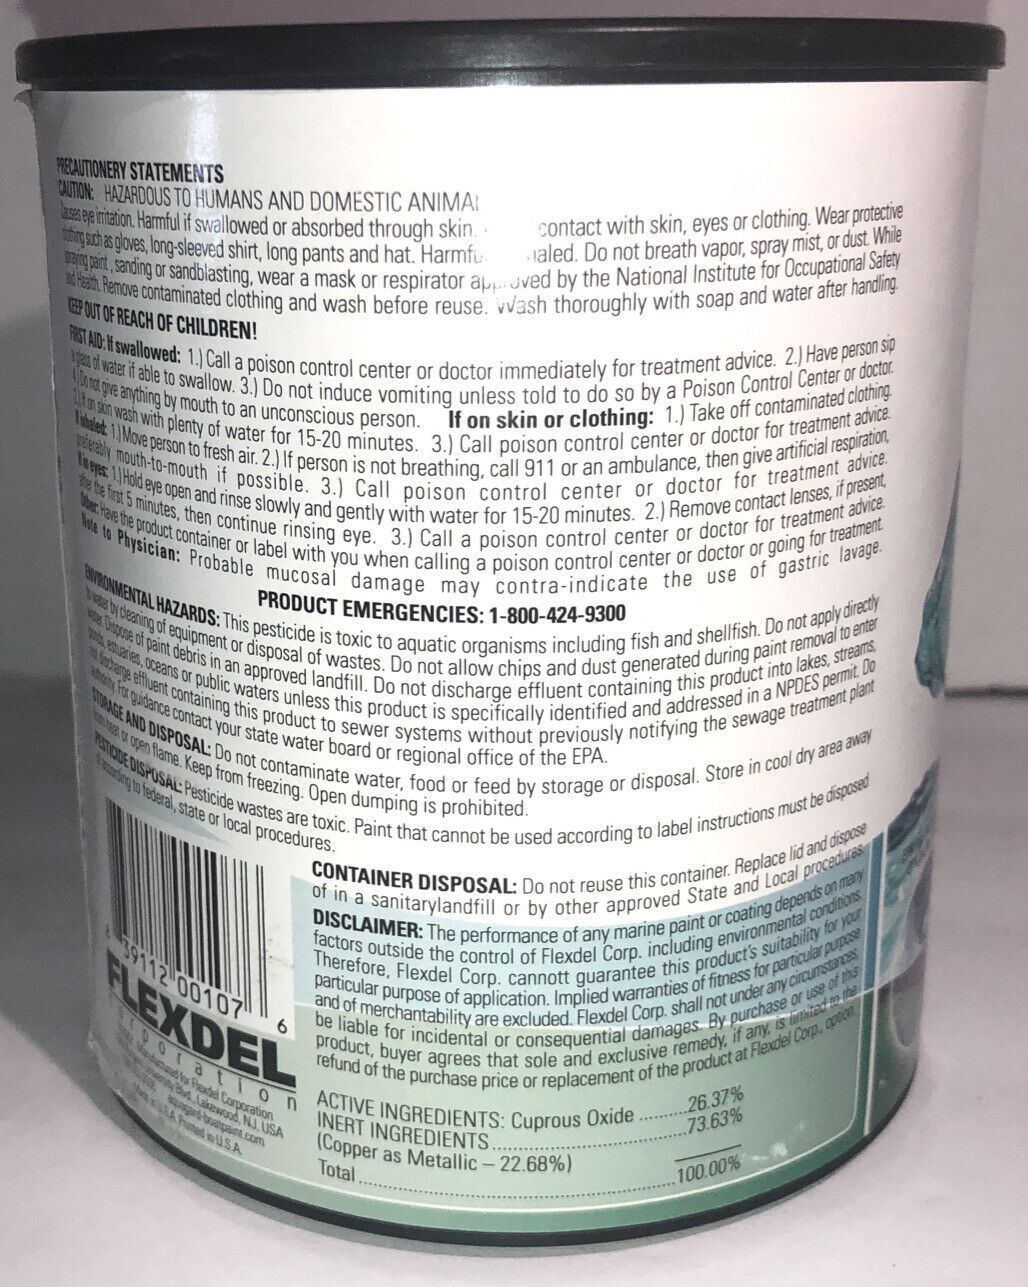 PRECAUTIONERY STATEMENTS
CAUTION: HAZARDOUS TO HUMANS AND DOMESTIC ANIMA
Causes eye irritation. Harmful if swallowed or absorbed through skin. contact with skin, eyes or clothing. Wear protective
clothing such as gloves, long-sleeved shirt, long pants and hat. Harmfu haled. Do not breath vapor, spray mist, or dust. While
spraying paint, sanding or sandblasting, wear a mask or respirator approved by the National Institute for Occupational Safety
and Health. Remove contaminated clothing and wash before reuse. Wash thoroughly with soap and water after handling.
KEEP OUT OF REACH OF CHILDREN!
FIRST AID: If swallowed: 1.) Call a poison control center or doctor immediately for treatment advice. 2.) Have person sip
a glass of water if able to swallow. 3.) Do not induce vomiting unless told to do so by a Poison Control Center or doctor.
4.) Do not give anything by mouth to an unconscious person. If on skin or clothing: 1.) Take off contaminated clothing.
2.) If on skin wash with plenty of water for 15-20 minutes. 3.) Call poison control center or doctor for treatment advice.
If inhaled: 1.) Move person to fresh air. 2.) If person is not breathing, call 911 or an ambulance, then give artificial respiration,
preferably mouth-to-mouth if possible. 3.) Call poison control center or doctor for treatment advice.
If in eyes: 1.) Hold eye open and rinse slowly and gently with water for 15-20 minutes. 2.) Remove contact lenses, if present,
after the first 5 minutes, then continue rinsing eye. 3.) Call a poison control center or doctor for treatment advice.
Other: Have the product container or label with you when calling a poison control center or doctor or going for treatment.
Note to Physician: Probable mucosal damage may contra-indicate the use of gastric lavage.
PRODUCT EMERGENCIES: 1-800-424-9300
ENVIRONMENTAL HAZARDS: This pesticide is toxic to aquatic organisms including fish and shellfish. Do not apply directly
to water by cleaning of equipment or disposal of wastes. Do not allow chips and dust generated during paint removal to enter
water. Dispose of paint debris in an approved landfill. Do not discharge effluent containing this product into lakes, streams,
ponds, estuaries, oceans or public waters unless this product is specifically identified and addressed in a NPDES permit. Do
not discharge effluent containing this product to sewer systems without previously notifying the sewage treatment plant
authority. For guidance contact your state water board or regional office of the EPA.
STORAGE AND DISPOSAL: Do not contaminate water, food or feed by storage or disposal. Store in cool dry area away
from heat or open flame. Keep from freezing. Open dumping is prohibited.
PESTICIDE DISPOSAL: Pesticide wastes are toxic. Paint that cannot be used according to label instructions must be disposed
if according to federal, state or local procedures.
CONTAINER DISPOSAL: Do not reuse this container. Replace lid and dispose
of in a sanitarylandfill or by other approved State and Local procedures.
DISCLAIMER: The performance of any marine paint or coating depends on many
factors outside the control of Flexdel Corp. including environmental conditions.
Therefore, Flexdel Corp. cannott guarantee this product's suitability for your
particular purpose of application. Implied warranties of fitness for particular purpose
and of merchantability are excluded. Flexdel Corp. shall not under any circumstances,
be liable for incidental or consequential damages. By purchase or use of this
product, buyer agrees that sole and exclusive remedy, if any, is limited to the
refund of the purchase price or replacement of the product at Flexdel Corp., option.
6 39112 00107 6
FLEXDEL
corporation
Manufactured for Flexdel Corporation
Blvd., Lakewood, N.J. USA
aquagard-boatpaint.com
Made in U.S.A. Printed in U.S.A.
ACTIVE INGREDIENTS: Cuprous Oxide ..........26.37%
INERT INGREDIENTS........................................73.63%
(Copper as Metallic – 22.68%)
Total................................................................100.00%